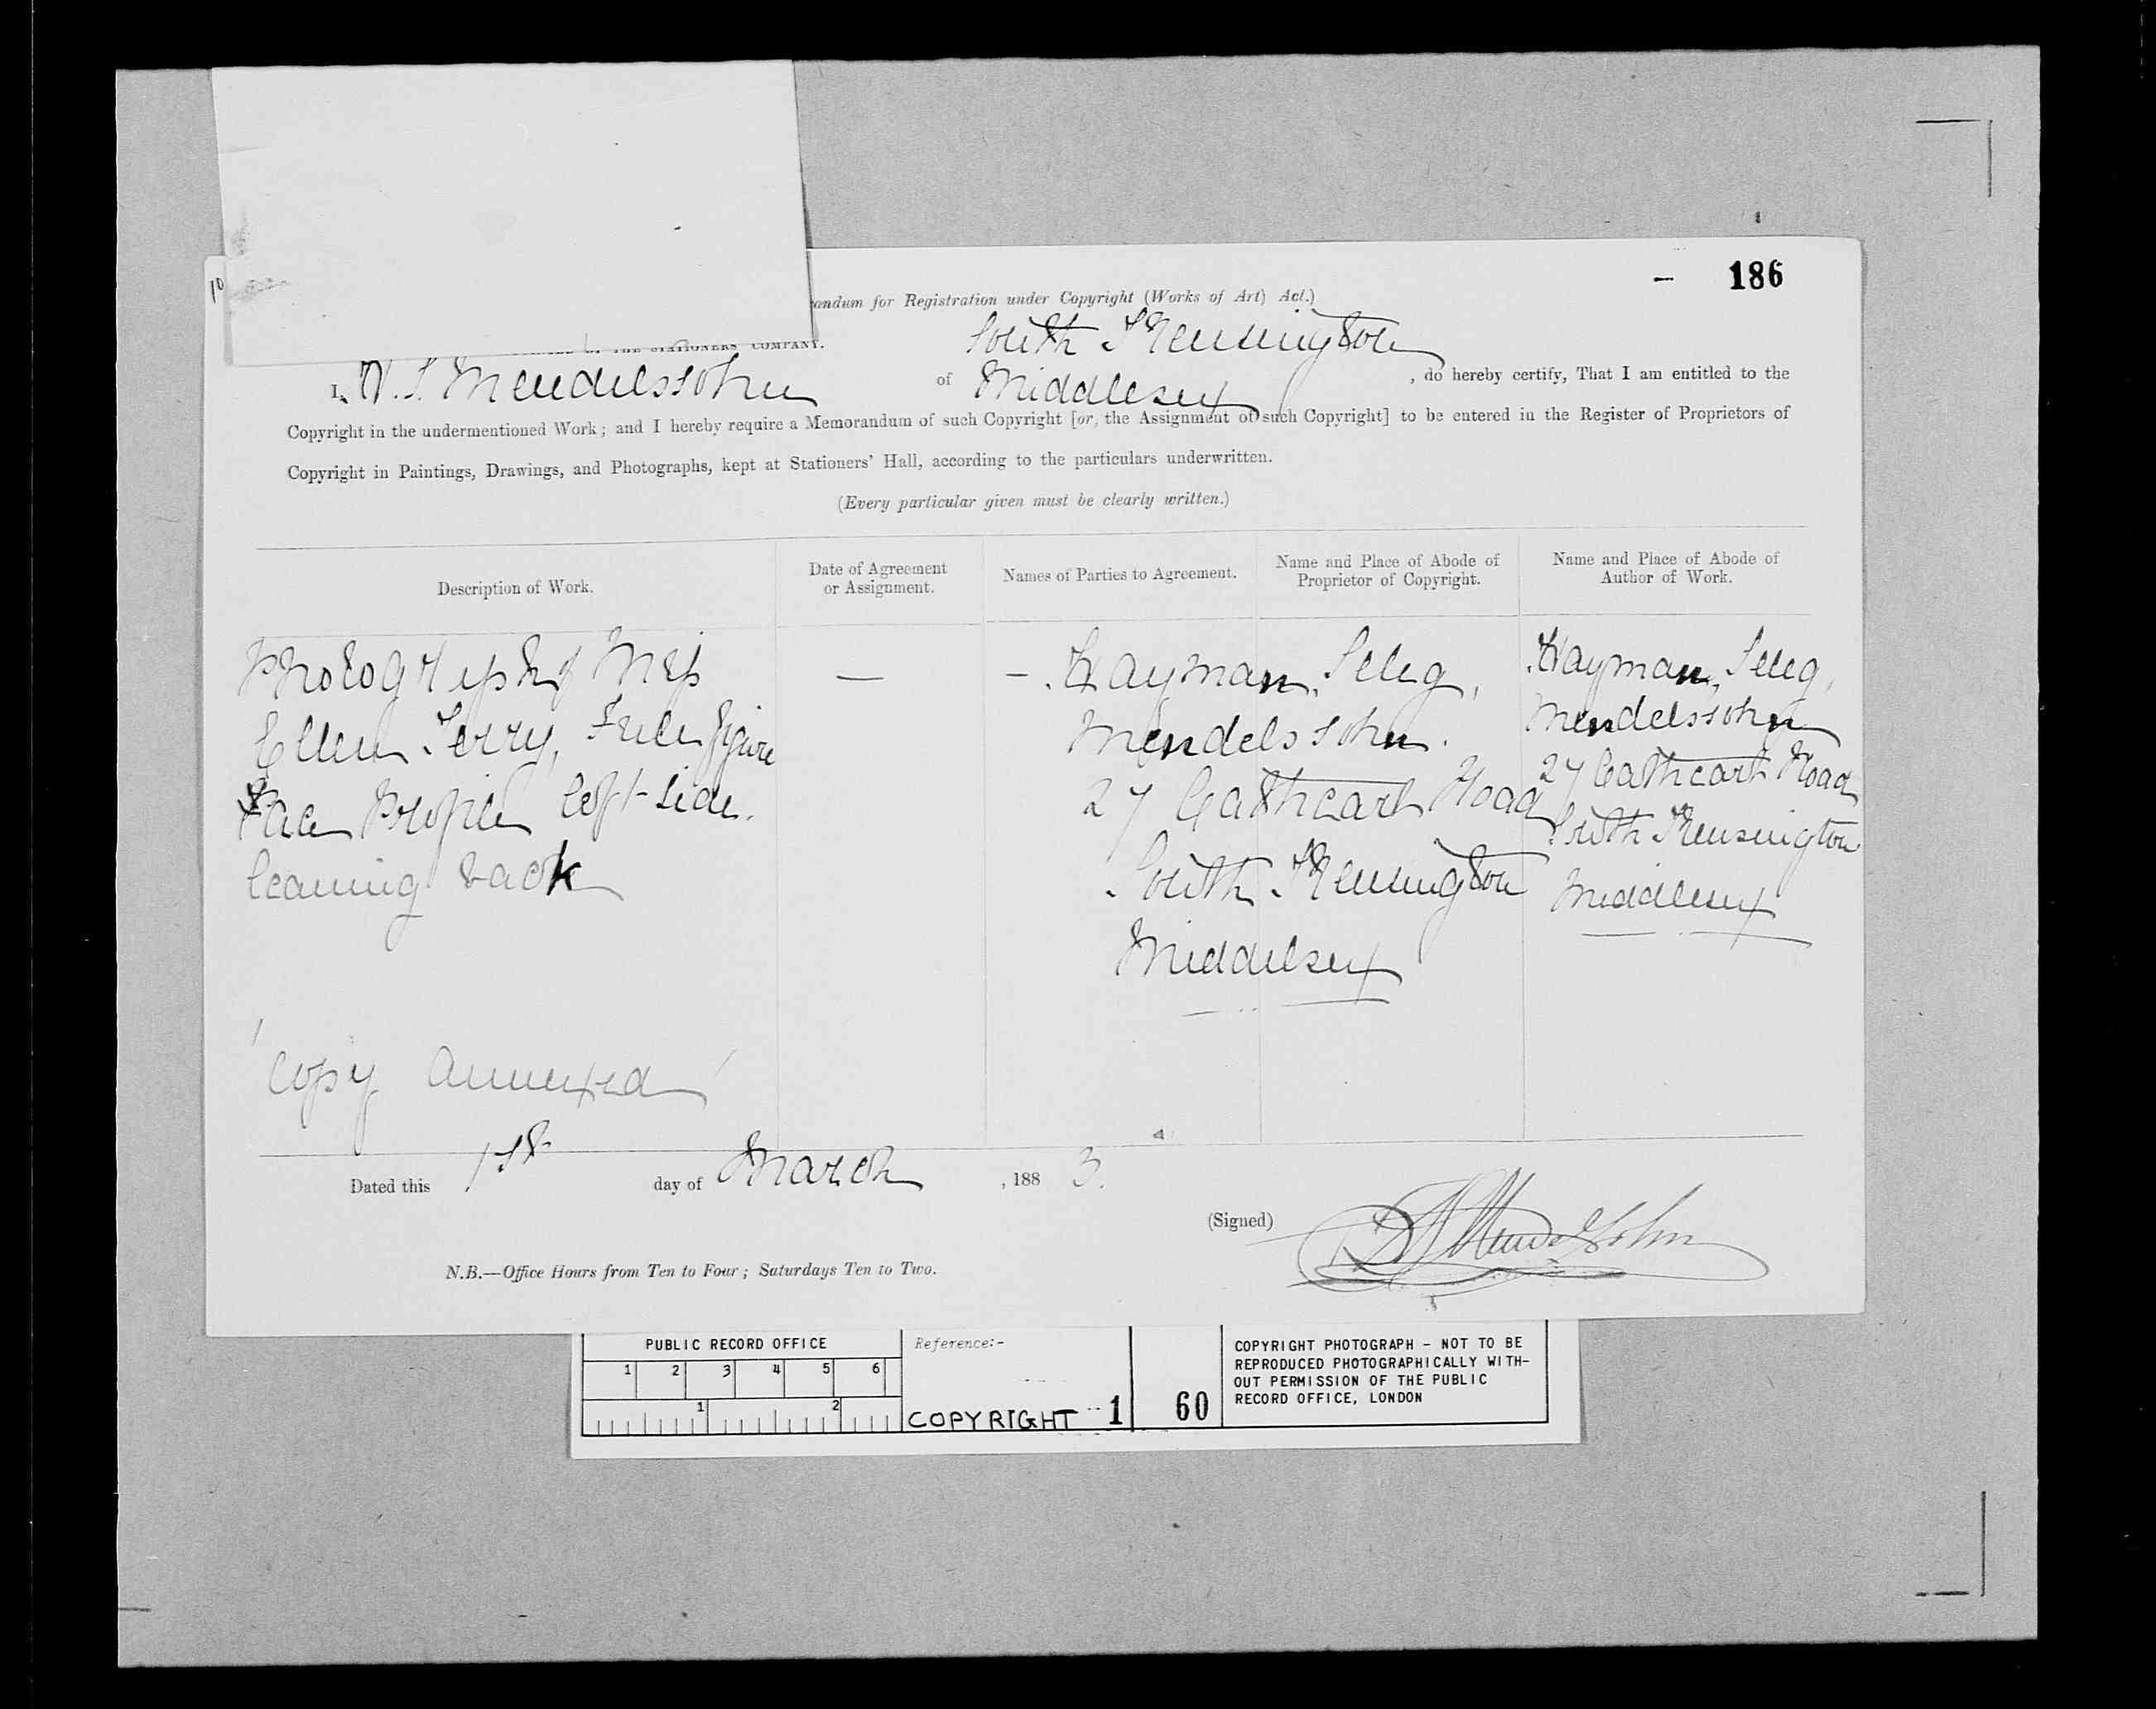 186
andum for Registration under Copyright (Works of Art) Act.)
STATIONERS' COMPANY.
South Kensington
I, H. S. Mendelssohn of Middlesex, do hereby certify, That I am entitled to the
Copyright in the undermentioned Work; and I hereby require a Memorandum of such Copyright [or, the Assignment of such Copyright] to be entered in the Register of Proprietors of
Copyright in Paintings, Drawings, and Photographs, kept at Stationers' Hall, according to the particulars underwritten.
(Every particular given must be clearly written.)
Description of Work.
Date of Agreement
or Assignment.
Names of Parties to Agreement.
Name and Place of Abode of
Proprietor of Copyright.
Name and Place of Abode of
Author of Work.
Photograph of Miss
Ellen Terry, Full figure
Face Profile left side.
leaning back
—
–
Hayman, Seleg,
Mendelssohn.
27 Cathcart Road
South Kensington
Middelsex
Hayman, Seleg,
Mendelssohn
27 Cathcart Road
South Kensington
Middlesex
'Copy annexed'
Dated this 1st day of March, 188 3.
(Signed) H S Mendelssohn
N.B.—Office Hours from Ten to Four; Saturdays Ten to Two.
PUBLIC RECORD OFFICE
1 2 3 4 5 6
1 2
Reference:-
COPYRIGHT 1 60
COPYRIGHT PHOTOGRAPH - NOT TO BE
REPRODUCED PHOTOGRAPHICALLY WITH-
OUT PERMISSION OF THE PUBLIC
RECORD OFFICE, LONDON